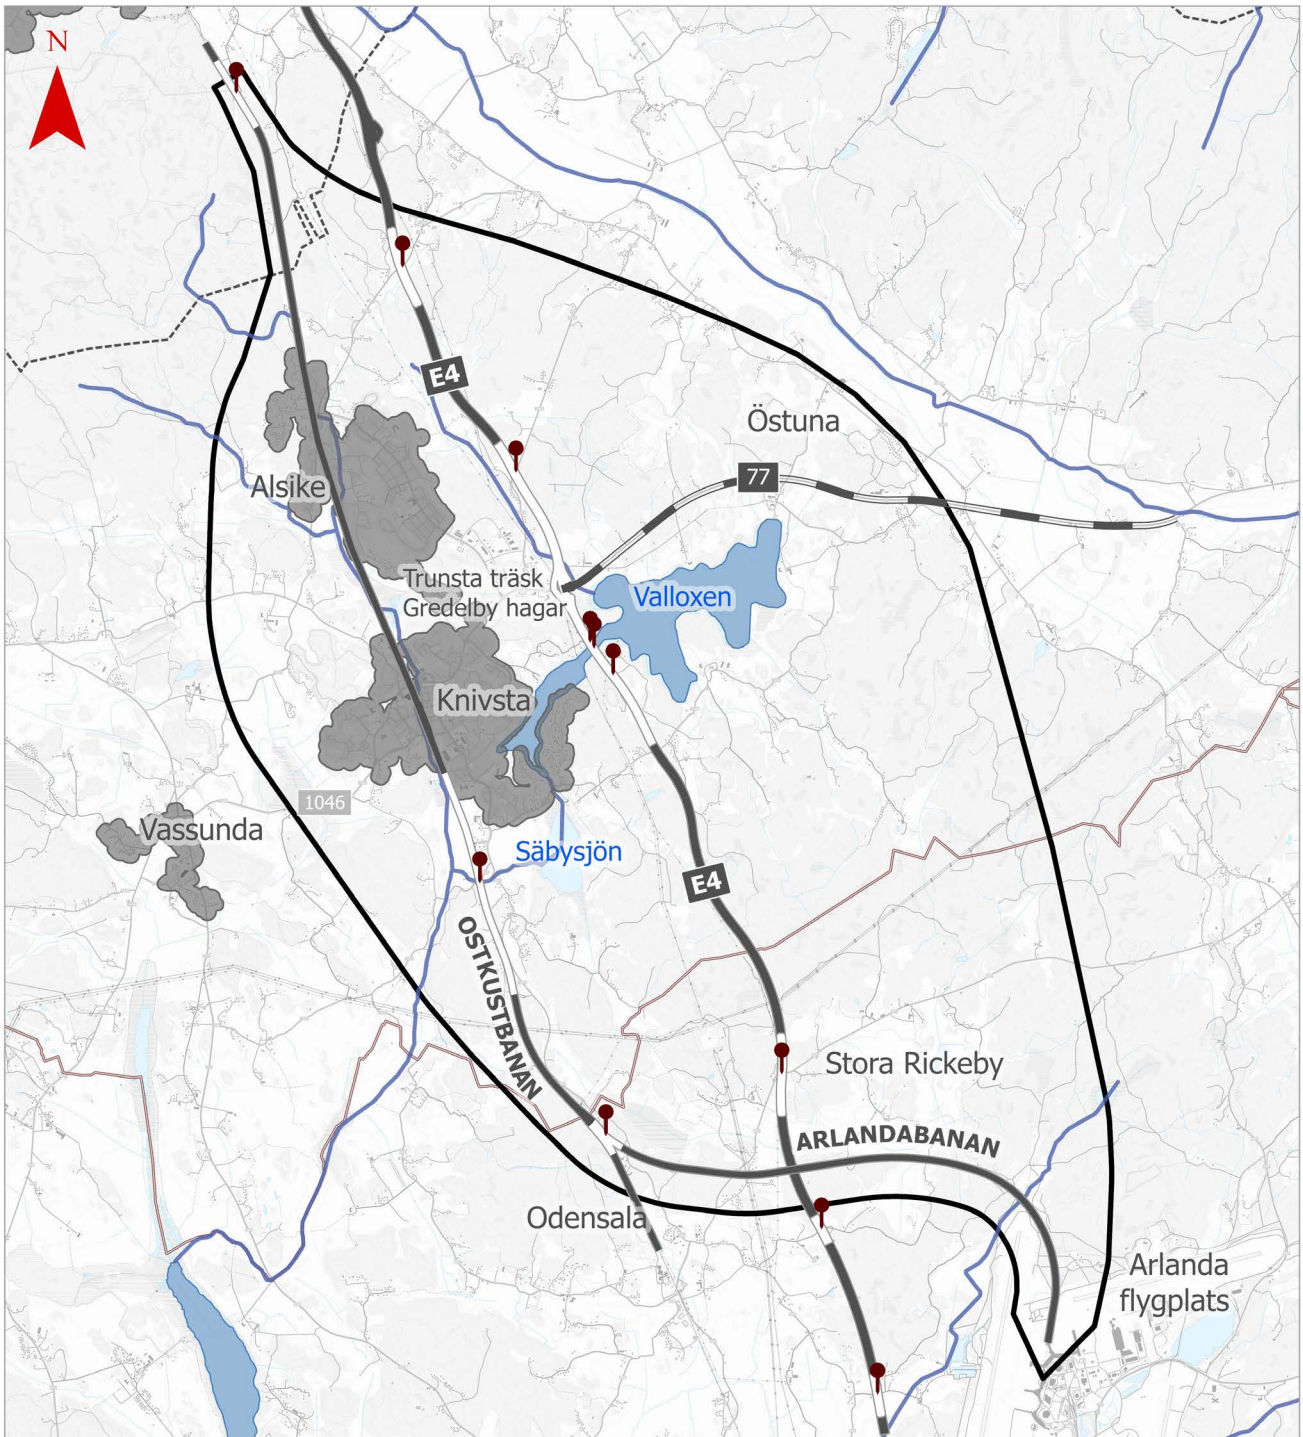 N
E4
Östuna
77
Alsike
Trunsta träsk
Gredelby hagar
Valloxen
Knivsta
1046
Vassunda
Säbysjön
E4
OSTKUSTBANAN
Stora Rickeby
ARLANDABANAN
Odensala
Arlanda
flygplats